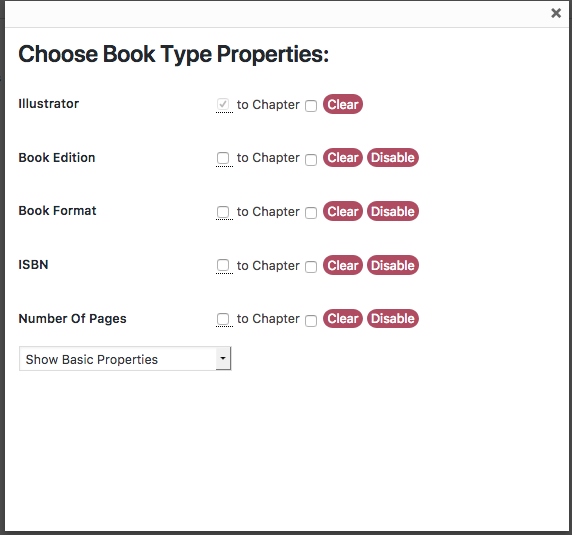 Choose Book Type Properties:
Illustrator to Chapter Clear
Book Edition to Chapter Clear Disable
Book Format to Chapter Clear Disable
ISBN to Chapter Clear Disable
Number Of Pages to Chapter Clear Disable
Show Basic Properties